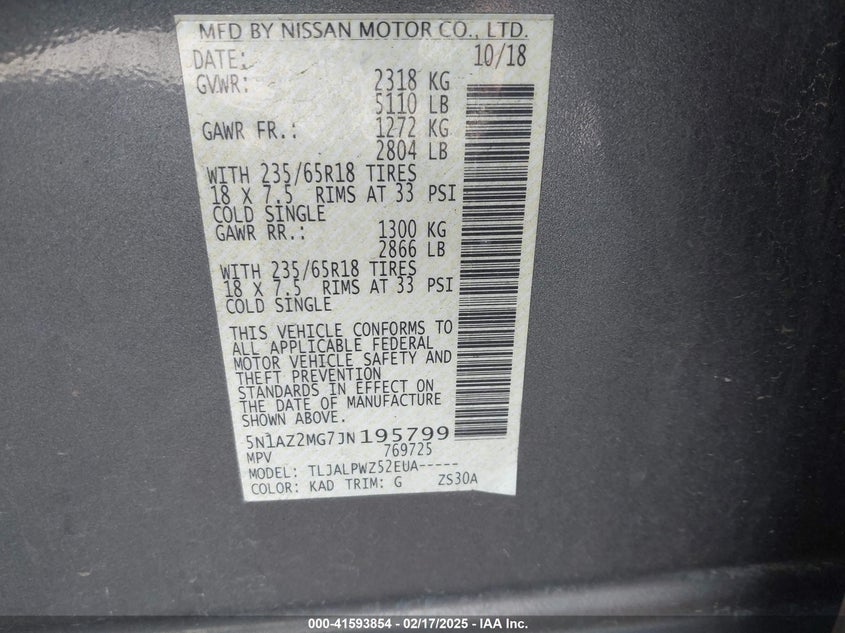 MFD BY NISSAN MOTOR CO., LTD.
DATE: 10/18
GVWR: 2318 KG
5110 LB
GAWR FR.: 1272 KG
2804 LB
WITH 235/65R18 TIRES
18 X 7.5 RIMS AT 33 PSI
COLD SINGLE
GAWR RR.: 1300 KG
2866 LB
WITH 235/65R18 TIRES
18 X 7.5 RIMS AT 33 PSI
COLD SINGLE
THIS VEHICLE CONFORMS TO
ALL APPLICABLE FEDERAL
MOTOR VEHICLE SAFETY AND
THEFT PREVENTION
STANDARDS IN EFFECT ON
THE DATE OF MANUFACTURE
SHOWN ABOVE.
5N1AZ2MG7JN195799
MPV 769725
MODEL: TLJALPWZ52EUA-----
COLOR: KAD TRIM: G ZS30A
000-41593854 - 02/17/2025 - IAA Inc.